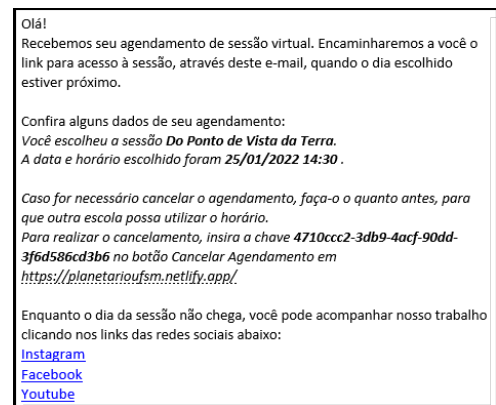 Olá!
Recebemos seu agendamento de sessão virtual. Encaminharemos a você o
link para acesso à sessão, através deste e-mail, quando o dia escolhido
estiver próximo.
Confira alguns dados de seu agendamento:
Você escolheu a sessão Do Ponto de Vista da Terra.
A data e horário escolhido foram 25/01/2022 14:30 .
Caso for necessário cancelar o agendamento, faça-o o quanto antes, para
que outra escola possa utilizar o horário.
Para realizar o cancelamento, insira a chave 4710ccc2-3db9-4acf-90dd-
3f6d586cd3b6 no botão Cancelar Agendamento em
https://planetarioufsm.netlify.app/
Enquanto o dia da sessão não chega, você pode acompanhar nosso trabalho
clicando nos links das redes sociais abaixo:
Instagram
Facebook
Youtube